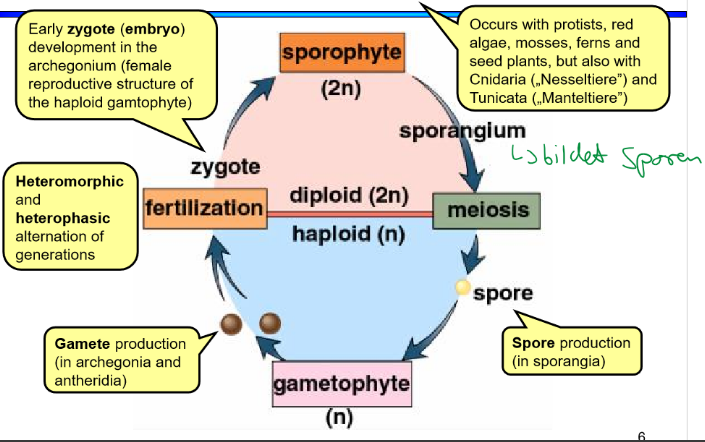 Early zygote (embryo)
development in the
archegonium (female
reproductive structure of
the haploid gamtophyte)
Occurs with protists, red
algae, mosses, ferns and
seed plants, but also with
Cnidaria („Nesseltiere”) and
Tunicata („Manteltiere”)
sporophyte
(2n)
sporangium
↳ bildet Sporen
zygote
Heteromorphic
and
heterophasic
alternation of
generations
fertilization
diploid (2n)
haploid (n)
meiosis
spore
Gamete production
(in archegonia and
antheridia)
Spore production
(in sporangia)
gametophyte
(n)
6